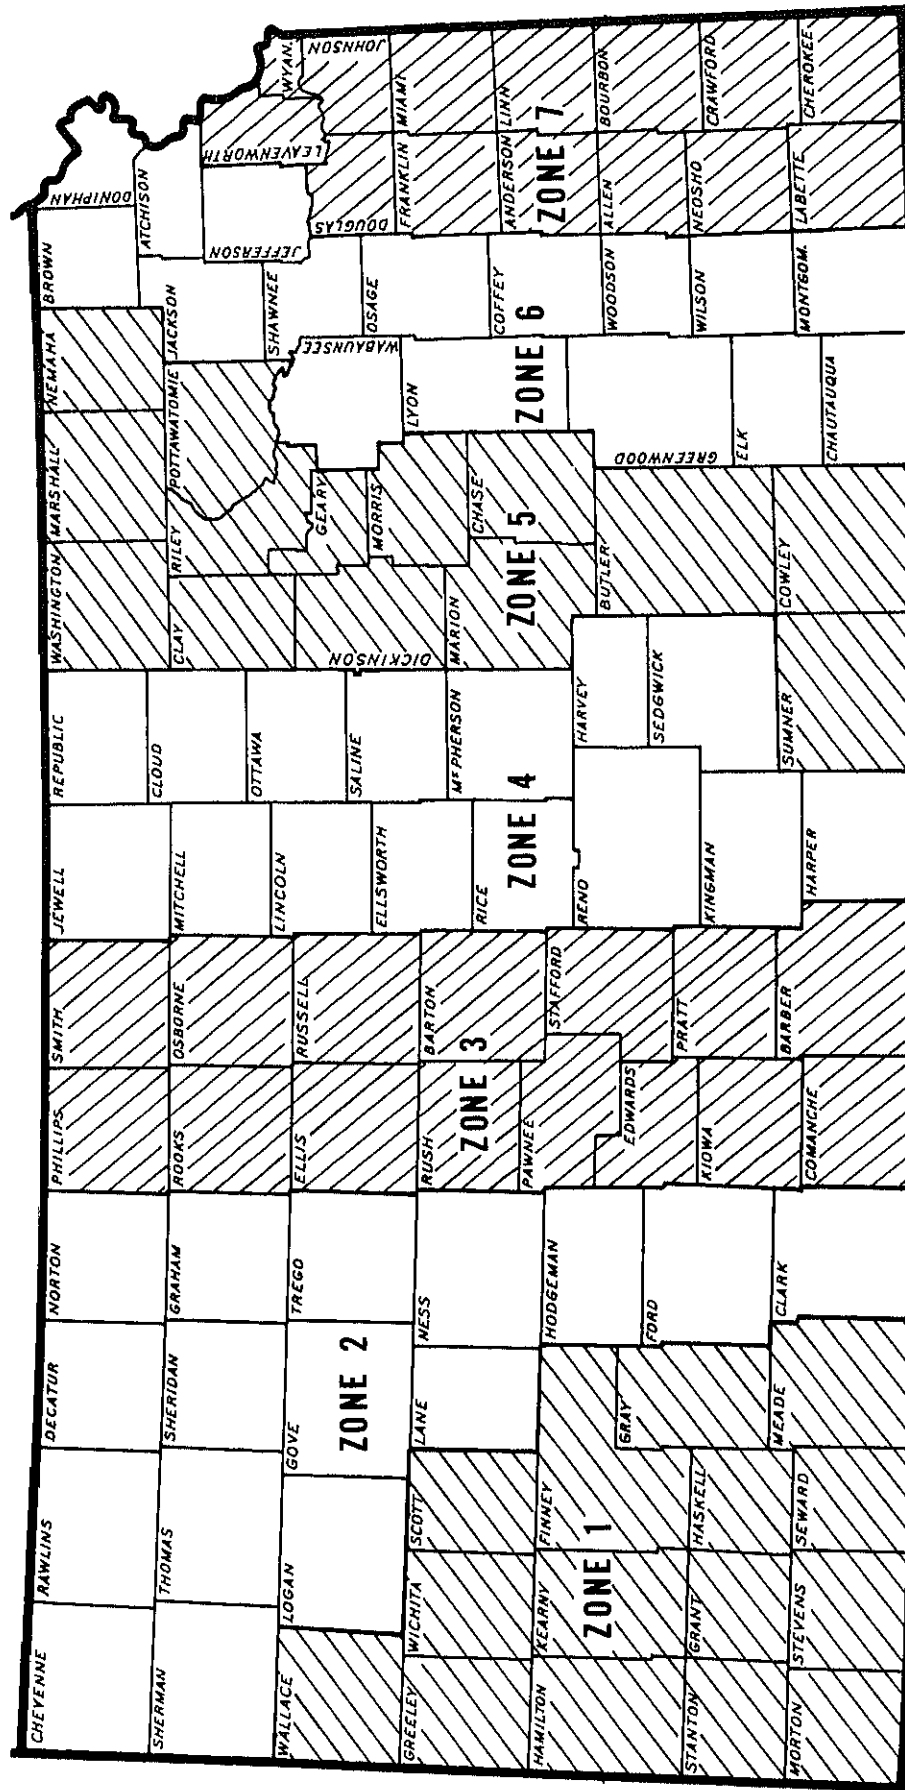 CHEYENNE
RAWLINS
DECATUR
NORTON
PHILLIPS
SMITH
JEWELL
REPUBLIC
WASHINGTON
MARSHALL
NEMAHA
BROWN
DONIPHAN
SHERMAN
THOMAS
SHERIDAN
GRAHAM
ROOKS
OSBORNE
MITCHELL
CLOUD
CLAY
RILEY
POTTAWATOMIE
JACKSON
ATCHISON
JEFFERSON
LEAVENWORTH
WYAN.
WALLACE
LOGAN
GOVE
TREGO
ELLIS
RUSSELL
LINCOLN
OTTAWA
SALINE
DICKINSON
GEARY
WABAUNSEE
SHAWNEE
DOUGLAS
JOHNSON
ZONE 2
GREELEY
WICHITA
SCOTT
LANE
NESS
RUSH
BARTON
ELLSWORTH
RICE
McPHERSON
MARION
MORRIS
CHASE
LYON
OSAGE
FRANKLIN
MIAMI
ZONE 3
ZONE 4
ZONE 5
ZONE 6
ZONE 7
COFFEY
ANDERSON
LINN
HAMILTON
KEARNY
FINNEY
HODGEMAN
PAWNEE
STAFFORD
RENO
HARVEY
BUTLER
GREENWOOD
WOODSON
ALLEN
BOURBON
ZONE 1
GRAY
FORD
EDWARDS
SEDGWICK
STANTON
GRANT
HASKELL
KIOWA
PRATT
KINGMAN
ELK
WILSON
NEOSHO
CRAWFORD
MORTON
STEVENS
SEWARD
MEADE
CLARK
COMANCHE
BARBER
HARPER
SUMNER
COWLEY
CHAUTAUQUA
MONTGOM.
LABETTE
CHEROKEE